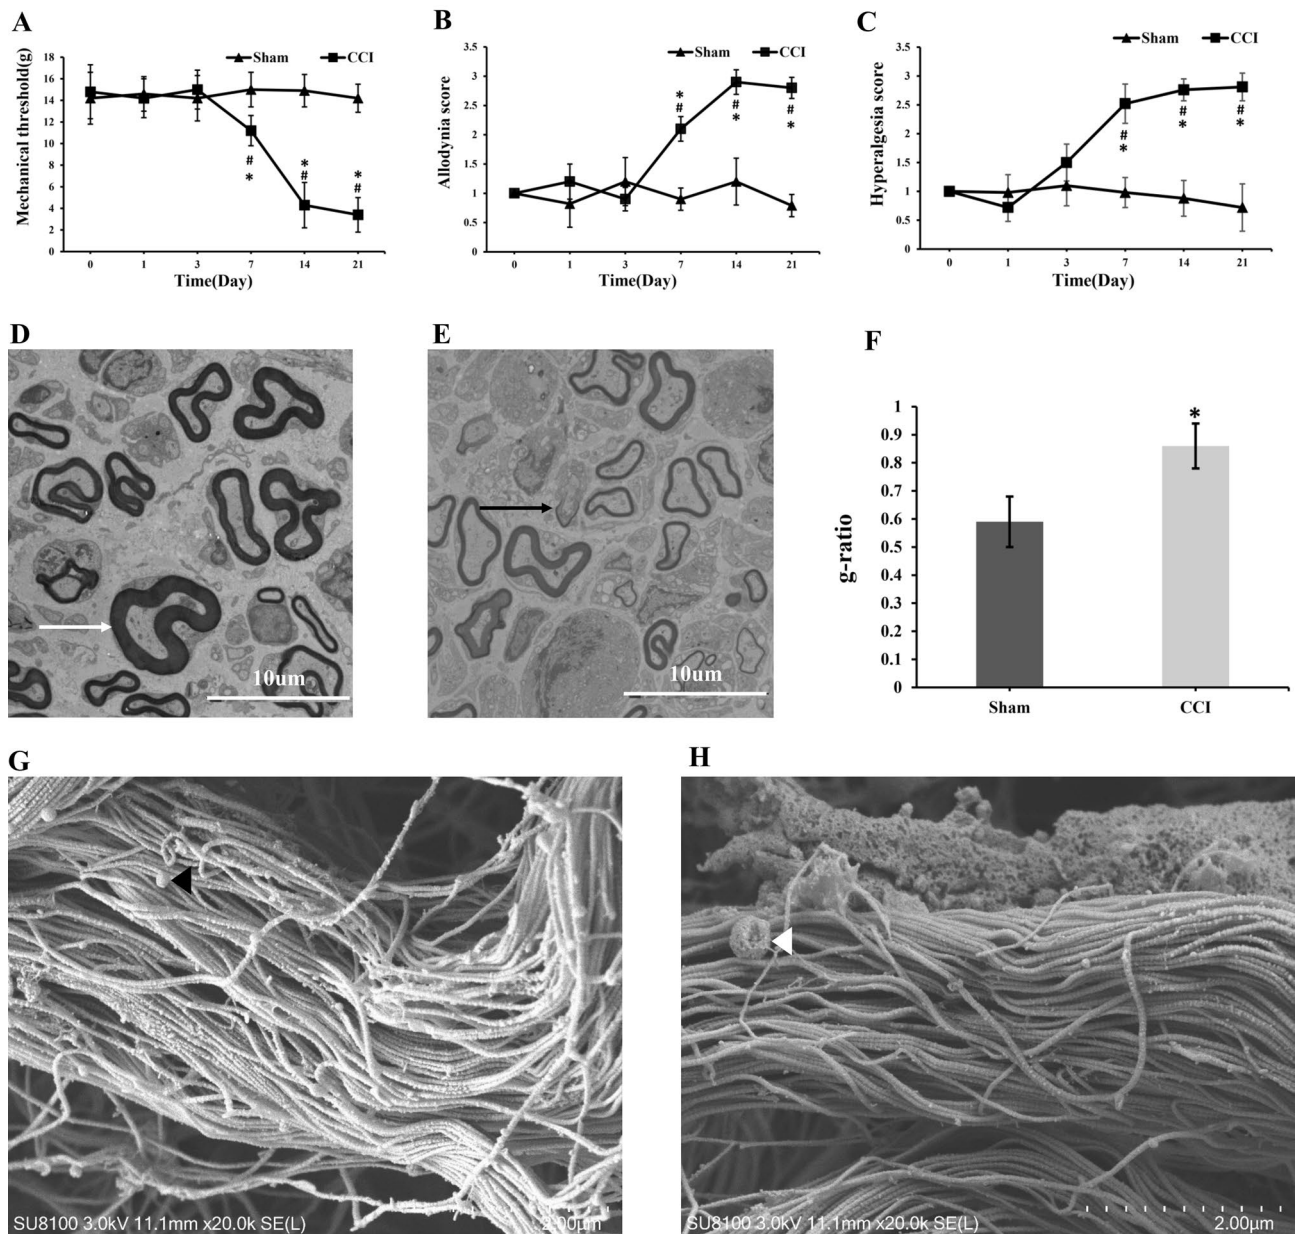 A
Sham CCI
Mechanical threshold(g)
18
16
14
12
10
8
6
4
2
0
# *
* #
* #
0 1 3 7 14 21
Time(Day)
B
Sham CCI
Allodynia score
3.5
3
2.5
2
1.5
1
0.5
0
* #
# *
# *
0 1 3 7 14 21
Time(Day)
C
Sham CCI
Hyperalgesia score
3.5
3
2.5
2
1.5
1
0.5
0
# *
# *
# *
0 1 3 7 14 21
Time(Day)
D
10um
E
10um
F
g-ratio
1
0.9
0.8
0.7
0.6
0.5
0.4
0.3
0.2
0.1
0
*
Sham CCI
G
SU8100 3.0kV 11.1mm x20.0k SE(L) 2.00µm
H
SU8100 3.0kV 11.1mm x20.0k SE(L) 2.00µm